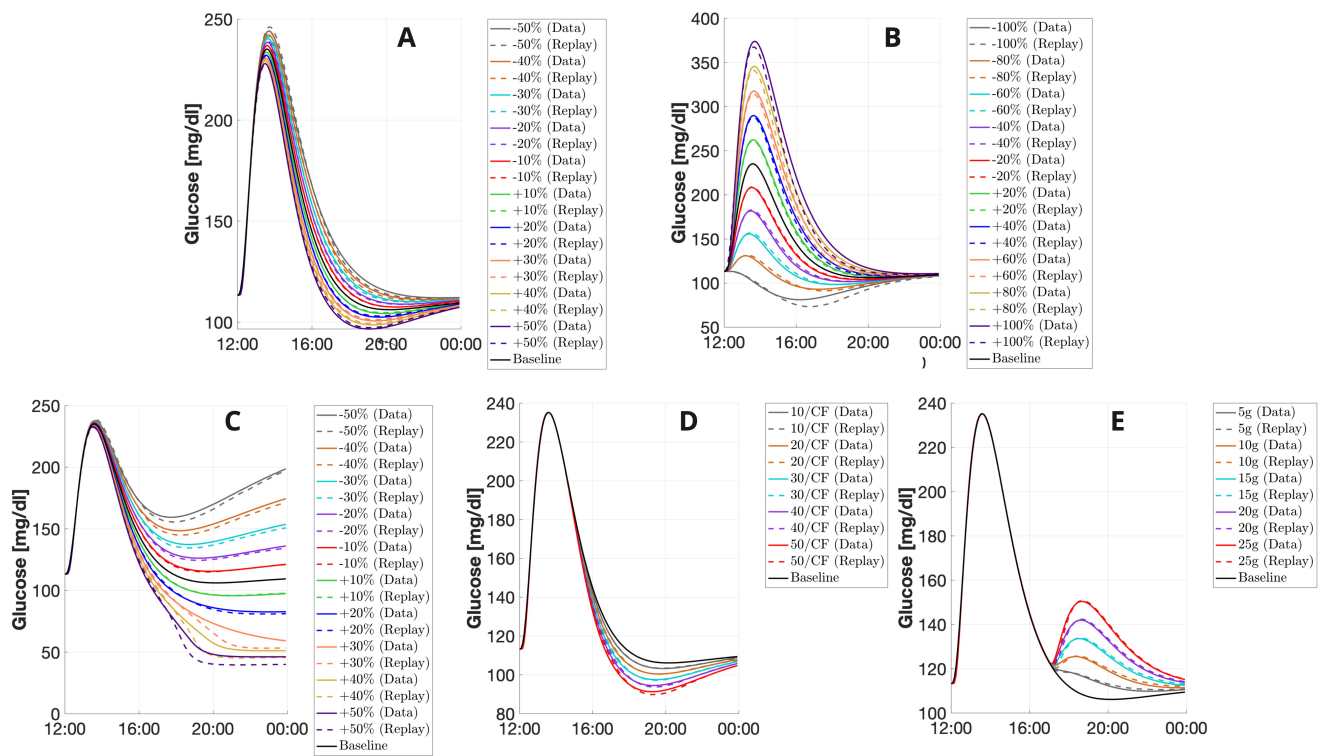 A
Glucose [mg/dl]
250
200
150
100
12:00 16:00 20:00 00:00
-50% (Data)
-50% (Replay)
-40% (Data)
-40% (Replay)
-30% (Data)
-30% (Replay)
-20% (Data)
-20% (Replay)
-10% (Data)
-10% (Replay)
+10% (Data)
+10% (Replay)
+20% (Data)
+20% (Replay)
+30% (Data)
+30% (Replay)
+40% (Data)
+40% (Replay)
+50% (Data)
+50% (Replay)
Baseline
B
Glucose [mg/dl]
400
350
300
250
200
150
100
50
12:00 16:00 20:00 00:00
)
-100% (Data)
-100% (Replay)
-80% (Data)
-80% (Replay)
-60% (Data)
-60% (Replay)
-40% (Data)
-40% (Replay)
-20% (Data)
-20% (Replay)
+20% (Data)
+20% (Replay)
+40% (Data)
+40% (Replay)
+60% (Data)
+60% (Replay)
+80% (Data)
+80% (Replay)
+100% (Data)
+100% (Replay)
Baseline
C
Glucose [mg/dl]
250
200
150
100
50
0
12:00 16:00 20:00 00:00
-50% (Data)
-50% (Replay)
-40% (Data)
-40% (Replay)
-30% (Data)
-30% (Replay)
-20% (Data)
-20% (Replay)
-10% (Data)
-10% (Replay)
+10% (Data)
+10% (Replay)
+20% (Data)
+20% (Replay)
+30% (Data)
+30% (Replay)
+40% (Data)
+40% (Replay)
+50% (Data)
+50% (Replay)
Baseline
D
Glucose [mg/dl]
240
220
200
180
160
140
120
100
80
12:00 16:00 20:00 00:00
10/CF (Data)
10/CF (Replay)
20/CF (Data)
20/CF (Replay)
30/CF (Data)
30/CF (Replay)
40/CF (Data)
40/CF (Replay)
50/CF (Data)
50/CF (Replay)
Baseline
E
Glucose [mg/dl]
240
220
200
180
160
140
120
100
12:00 16:00 20:00 00:00
5g (Data)
5g (Replay)
10g (Data)
10g (Replay)
15g (Data)
15g (Replay)
20g (Data)
20g (Replay)
25g (Data)
25g (Replay)
Baseline